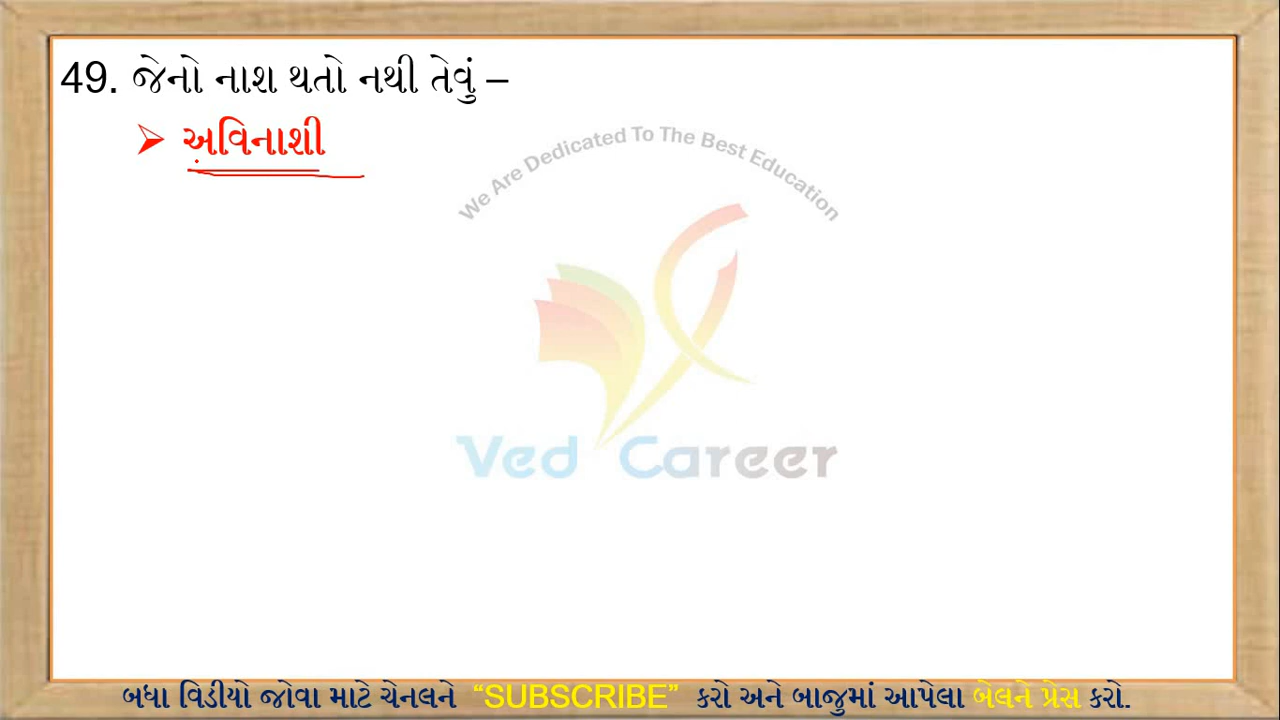 49. જેનો નાશ થતો નથી તેવું –
➢ અવિનાશી
We Are Dedicated To The Best Education
Ved Career
બધા વિડીયો જોવા માટે ચેનલને “SUBSCRIBE” કરો અને બાજુમાં આપેલા બેલને પ્રેસ કરો.